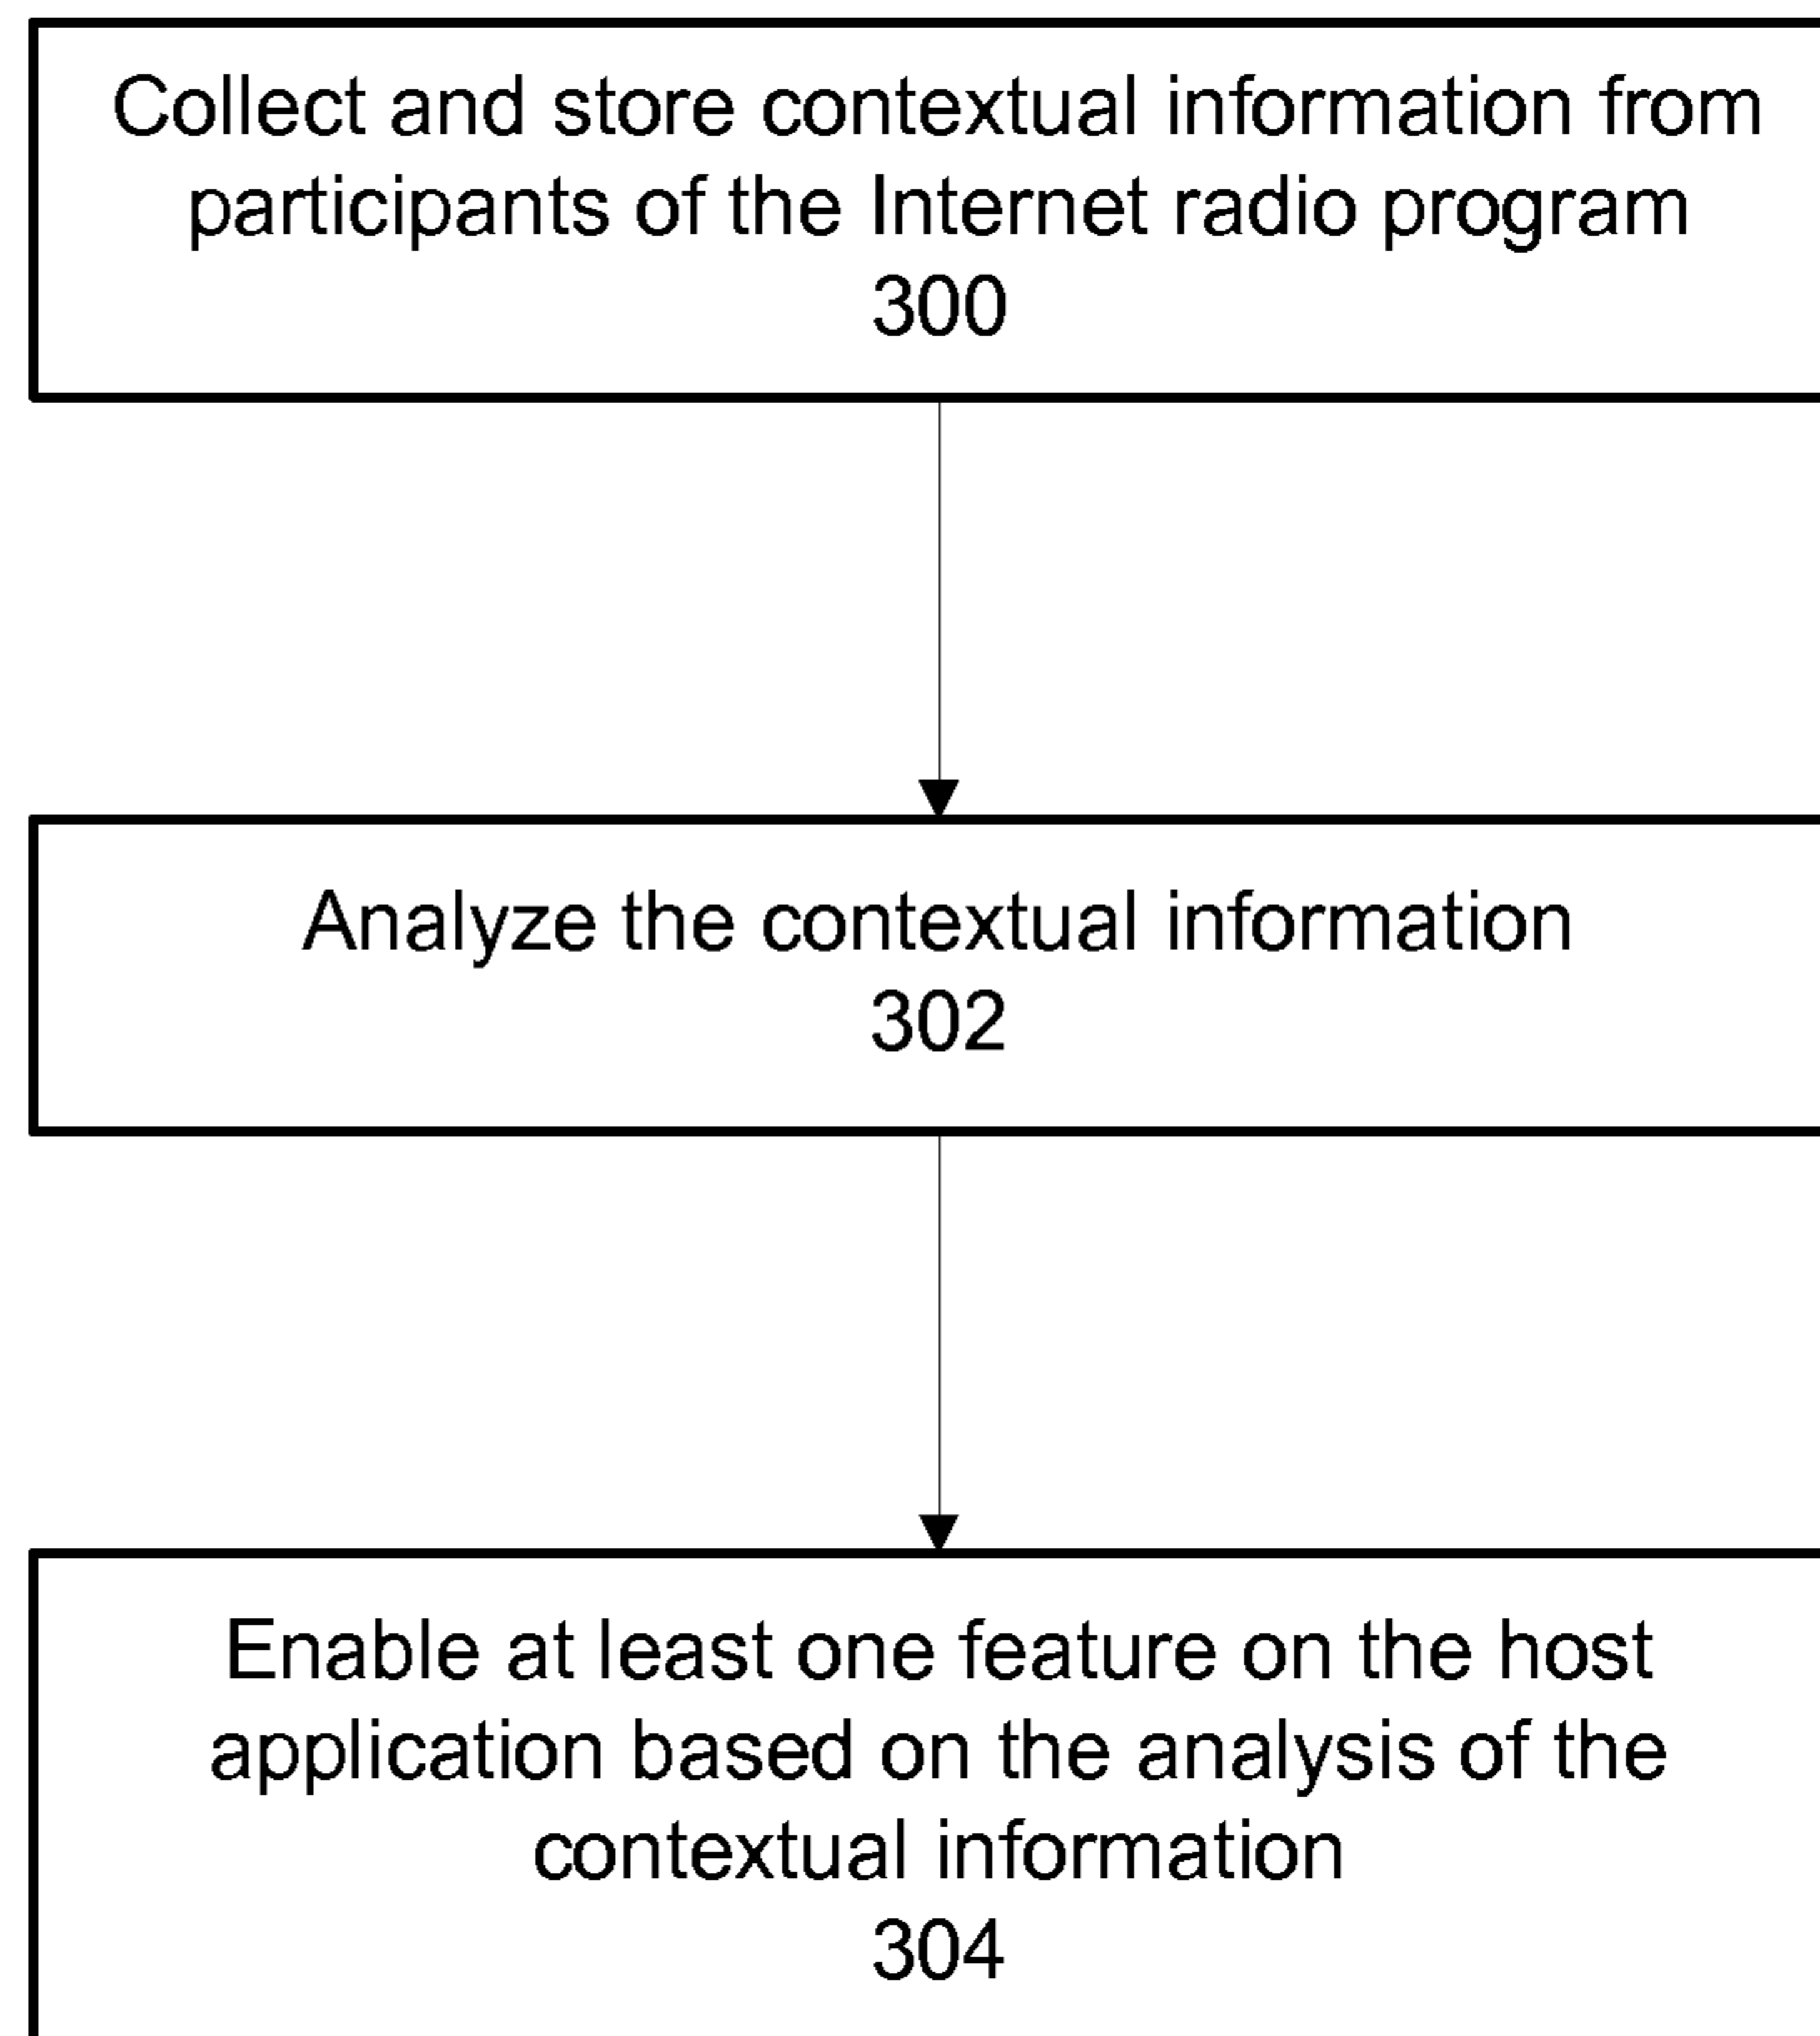 Collect and store contextual information from
participants of the Internet radio program
300
Analyze the contextual information
302
Enable at least one feature on the host
application based on the analysis of the
contextual information
304